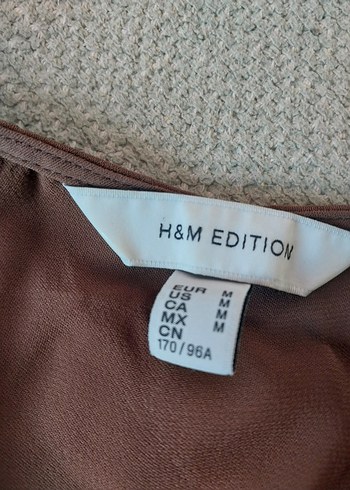 H&M EDITION
EUR M
US M
CA M
MX M
CN
170/96A